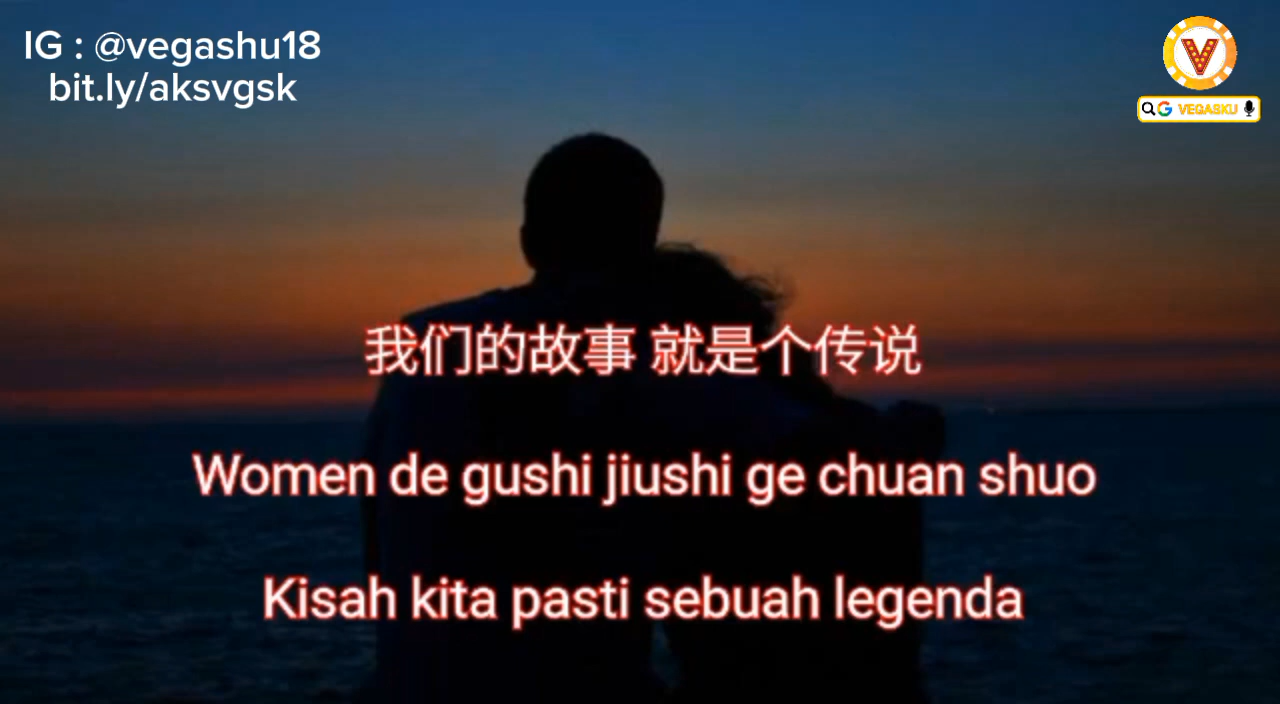 IG : @vegashu18
bit.ly/aksvgsk
V
VEGASKU
我们的故事 就是个传说
Women de gushi jiushi ge chuan shuo
Kisah kita pasti sebuah legenda